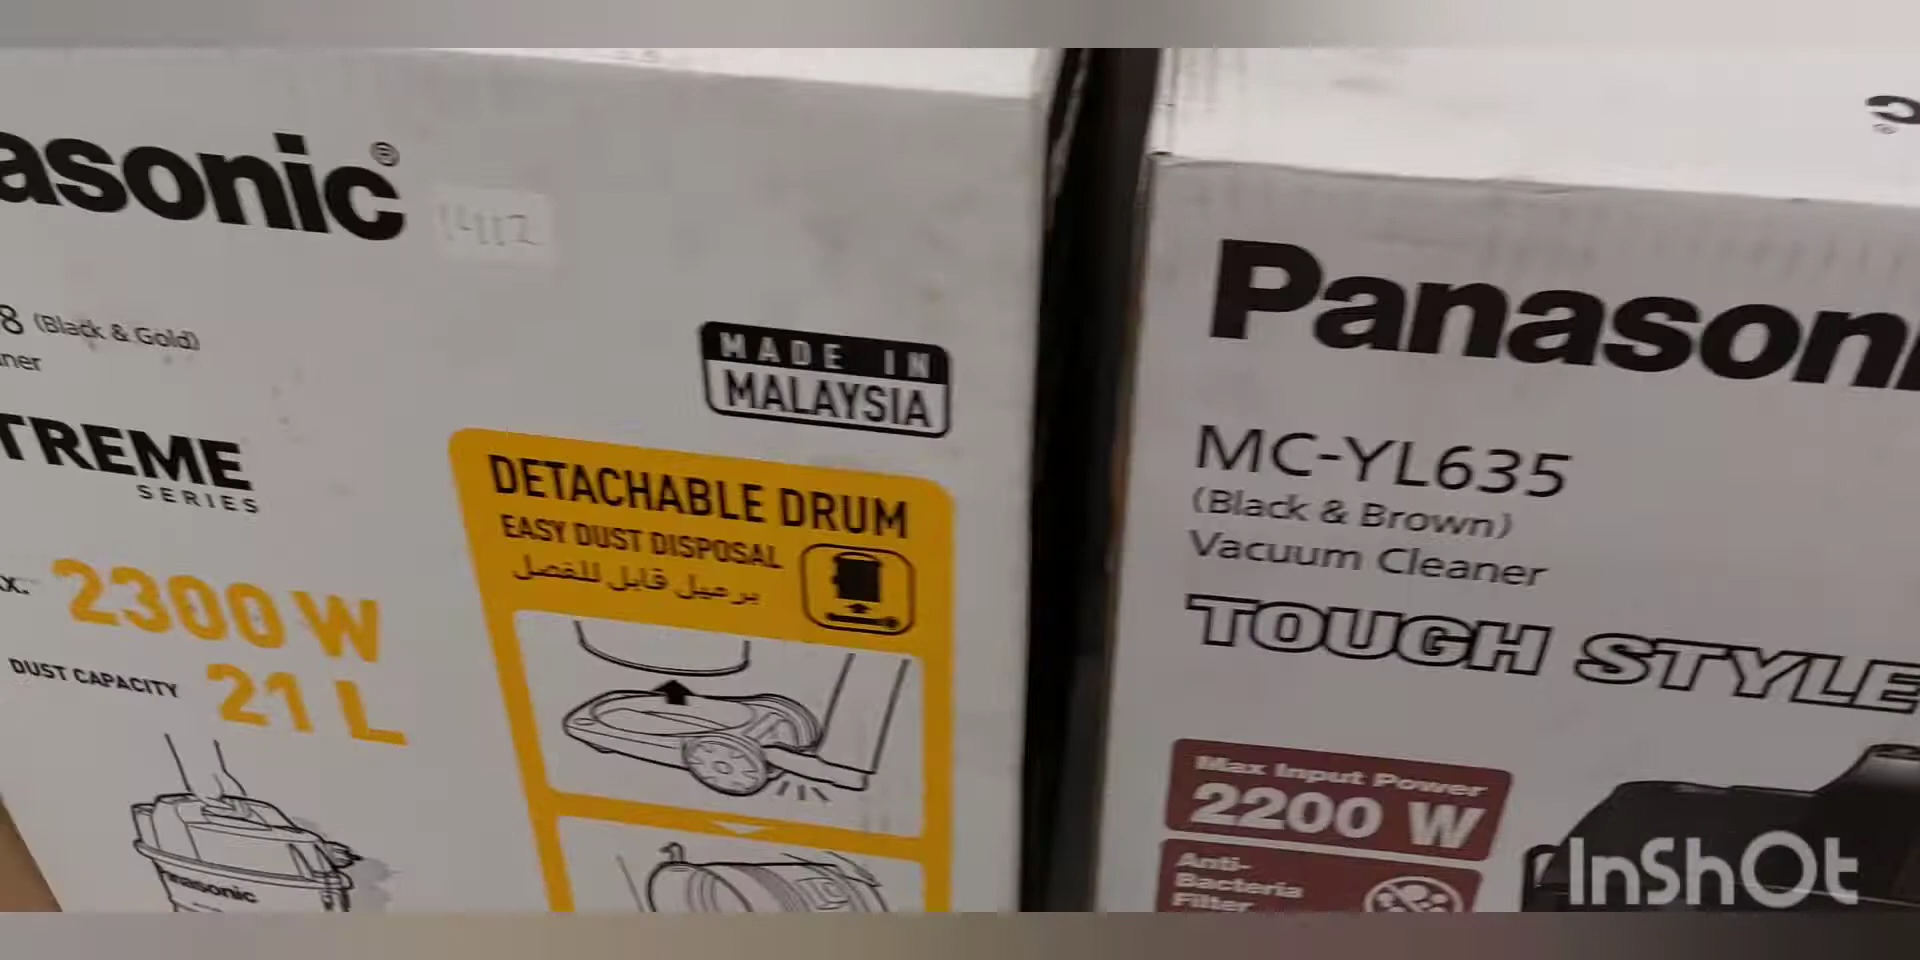 asonic®
14112
8 (Black & Gold)
ner
TREME
SERIES
x. 2300 W
DUST CAPACITY 21 L
MADE IN
MALAYSIA
DETACHABLE DRUM
EASY DUST DISPOSAL
برميل قابل للفصل
Panasonic
Panasoni
MC-YL635
(Black & Brown)
Vacuum Cleaner
TOUGH STYLE
Max Input Power
2200 W
Anti-
Bacteria
Filter
InShOt